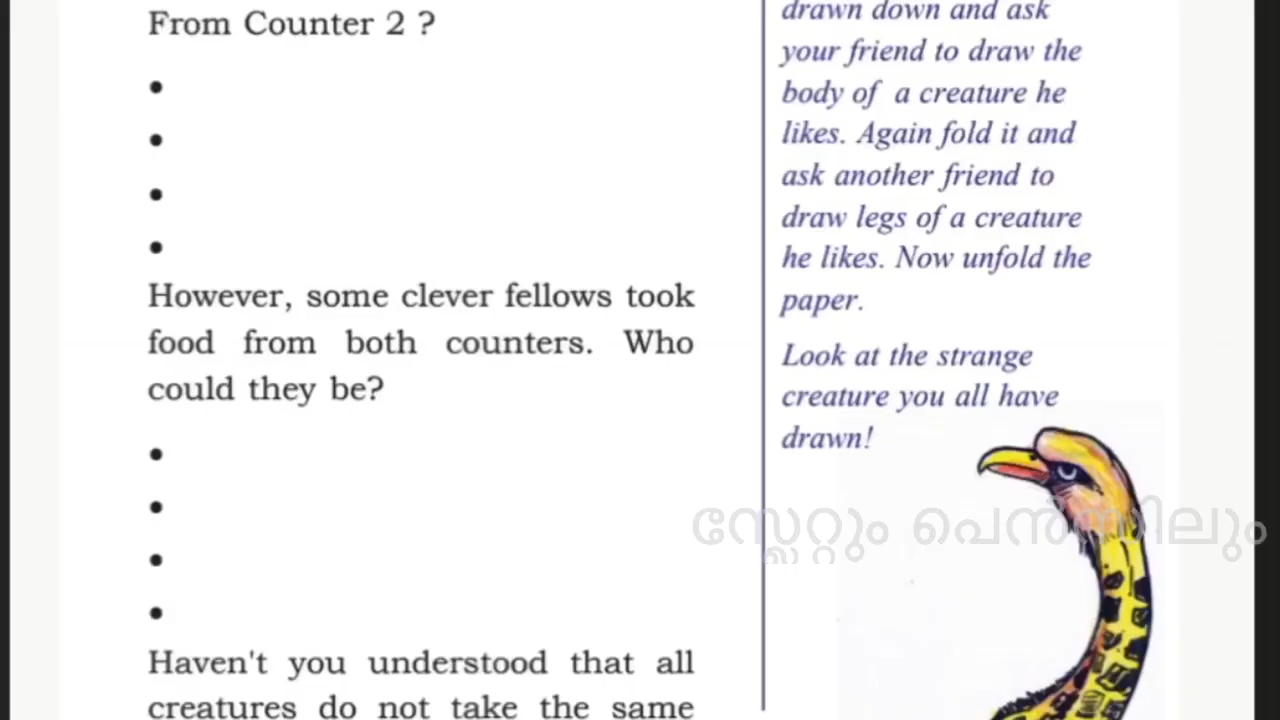 From Counter 2 ?
•
•
•
•
However, some clever fellows took
food from both counters. Who
could they be?
•
•
•
•
Haven't you understood that all
creatures do not take the same
drawn down and ask
your friend to draw the
body of a creature he
likes. Again fold it and
ask another friend to
draw legs of a creature
he likes. Now unfold the
paper.
Look at the strange
creature you all have
drawn!
സ്ലേറ്റും പെൻസിലും